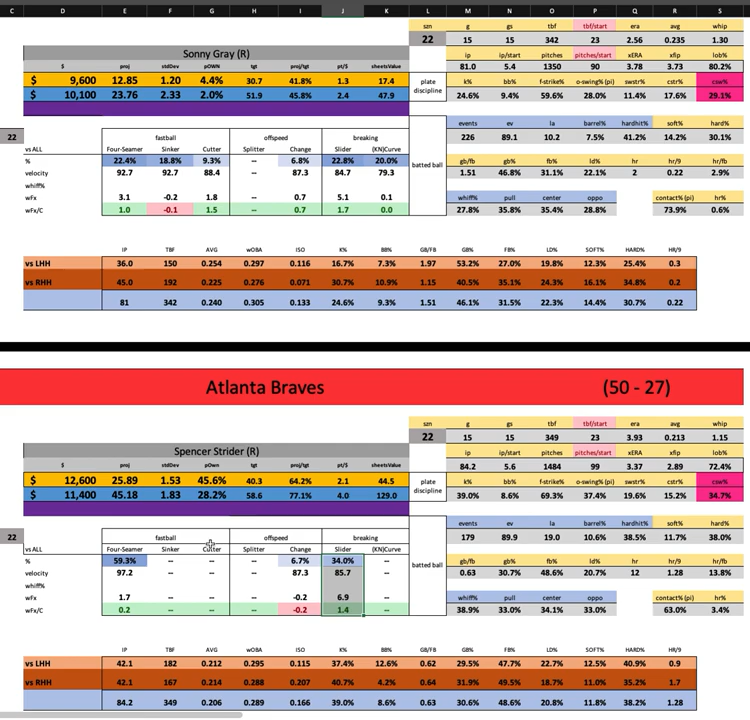 C D E F G H I J K L M N O P Q R S
szn g gs tbf tbf/start era avg whip
22 15 15 342 23 2.56 0.235 1.30
ip ip/start pitches pitches/start xERA xfip lob%
Sonny Gray (R) 81.0 5.4 1350 90 3.78 3.73 80.2%
$ proj stdDev pOWN tgt proj/tgt pt/$ sheetsValue
$ 9,600 12.85 1.20 4.4% 30.7 41.8% 1.3 17.4 plate discipline k% bb% f-strike% o-swing% (pi) swstr% cstr% csw%
$ 10,100 23.76 2.33 2.0% 51.9 45.8% 2.4 47.9 24.6% 9.4% 59.6% 28.0% 11.4% 17.6% 29.1%
events ev la barrel% hardhit% soft% hard%
22 fastball offspeed breaking 226 89.1 10.2 7.5% 41.2% 14.2% 30.1%
vs ALL Four-Seamer Sinker Cutter Splitter Change Slider (KN)Curve batted ball
% 22.4% 18.8% 9.3% -- 6.8% 22.8% 20.0% gb/fb gb% fb% ld% hr hr/9 hr/fb
velocity 92.7 92.7 88.4 -- 87.3 84.7 79.3 1.51 46.8% 31.1% 22.1% 2 0.22 2.9%
whiff%
wFx 3.1 -0.2 1.8 -- 0.7 5.1 0.1 whiff% pull center oppo contact% (pi) hr%
wFx/C 1.0 -0.1 1.5 -- 0.7 1.7 0.0 27.8% 35.8% 35.4% 28.8% 73.9% 0.6%
IP TBF AVG wOBA ISO K% BB% GB/FB GB% FB% LD% SOFT% HARD% HR/9
vs LHH 36.0 150 0.254 0.297 0.116 16.7% 7.3% 1.97 53.2% 27.0% 19.8% 12.3% 25.4% 0.3
vs RHH 45.0 192 0.225 0.276 0.071 30.7% 10.9% 1.15 40.5% 35.1% 24.3% 16.1% 34.8% 0.2
81 342 0.240 0.305 0.133 24.6% 9.3% 1.51 46.1% 31.5% 22.3% 14.4% 30.7% 0.22
Atlanta Braves (50 - 27)
szn g gs tbf tbf/start era avg whip
22 15 15 349 23 3.93 0.213 1.15
ip ip/start pitches pitches/start xERA xfip lob%
Spencer Strider (R) 84.2 5.6 1484 99 3.37 2.89 72.4%
$ proj stdDev pOwn tgt proj/tgt pt/$ sheetsValue
$ 12,600 25.89 1.53 45.6% 40.3 64.2% 2.1 44.5 plate discipline k% bb% f-strike% o-swing% (pi) swstr% cstr% csw%
$ 11,400 45.18 1.83 28.2% 58.6 77.1% 4.0 129.0 39.0% 8.6% 69.3% 37.4% 19.6% 15.2% 34.7%
events ev la barrel% hardhit% soft% hard%
22 fastball offspeed breaking 179 89.9 19.0 10.6% 38.5% 11.7% 38.0%
vs ALL Four-Seamer Sinker Cutter Splitter Change Slider (KN)Curve batted ball
% 59.3% -- -- -- 6.7% 34.0% -- gb/fb gb% fb% ld% hr hr/9 hr/fb
velocity 97.2 -- -- -- 87.3 85.7 -- 0.63 30.7% 48.6% 20.7% 12 1.28 13.8%
whiff%
wFx 1.7 -- -- -- -0.2 6.9 -- whiff% pull center oppo contact% (pi) hr%
wFx/C 0.2 -- -- -- -0.2 1.4 -- 38.9% 33.0% 34.1% 33.0% 63.0% 3.4%
IP TBF AVG wOBA ISO K% BB% GB/FB GB% FB% LD% SOFT% HARD% HR/9
vs LHH 42.1 182 0.212 0.295 0.115 37.4% 12.6% 0.62 29.5% 47.7% 22.7% 12.5% 40.9% 0.9
vs RHH 42.1 167 0.214 0.288 0.207 40.7% 4.2% 0.64 31.9% 49.5% 18.7% 11.0% 35.2% 1.7
84.2 349 0.206 0.289 0.166 39.0% 8.6% 0.63 30.6% 48.6% 20.8% 11.8% 38.2% 1.28